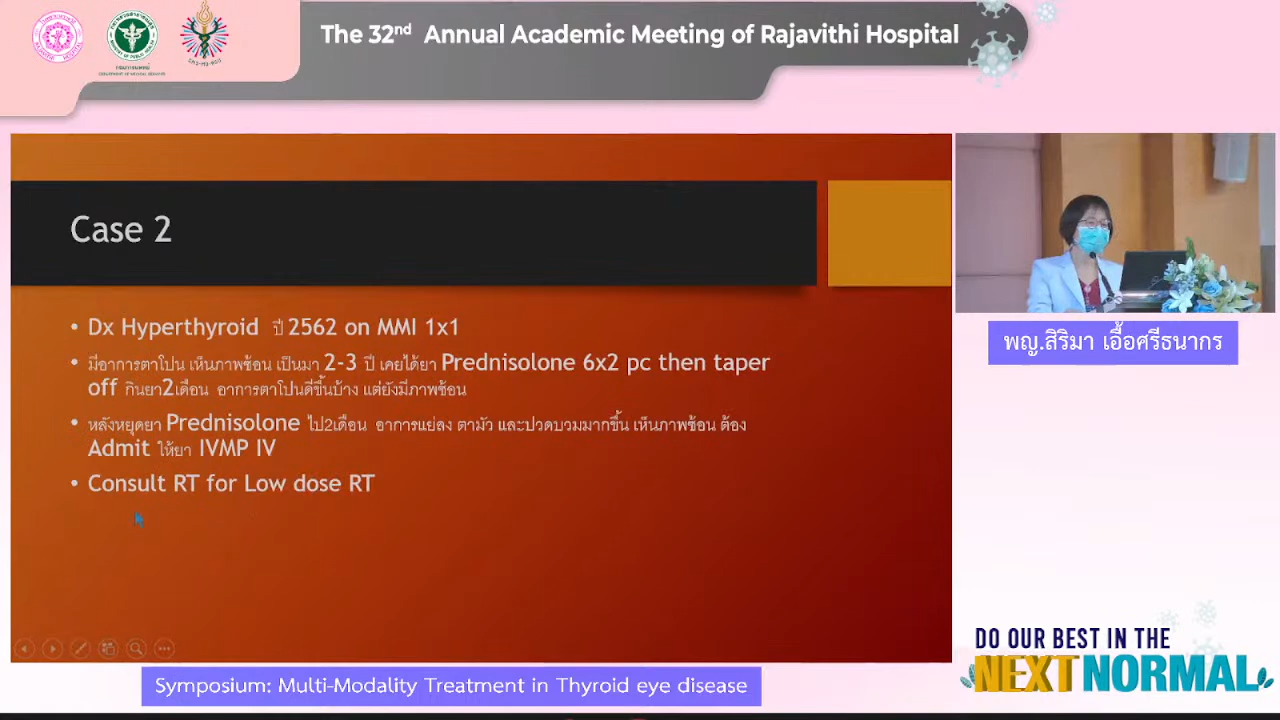 The 32nd Annual Academic Meeting of Rajavithi Hospital
Case 2
• Dx Hyperthyroid ปี 2562 on MMI 1x1
• มีอาการตาโปน เห็นภาพซ้อน เป็นมา 2-3 ปี เคยได้ยา Prednisolone 6x2 pc then taper
off กินยา2เดือน อาการตาโปนดีขึ้นบ้าง แต่ยังมีภาพซ้อน
• หลังหยุดยา Prednisolone ไป2เดือน อาการแย่ลง ตามัว และปวดบวมมากขึ้น เห็นภาพซ้อน ต้อง
Admit ให้ยา IVMP IV
• Consult RT for Low dose RT
พญ.สิริมา เอื้อศรีธนากร
DO OUR BEST IN THE
NEXT NORMAL
Symposium: Multi-Modality Treatment in Thyroid eye disease